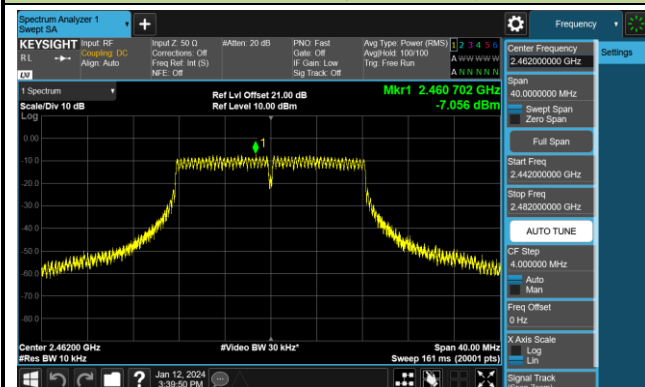 Spectrum Analyzer 1
Swept SA
Frequency
KEYSIGHT
RL
Input: RF
Coupling: DC
Align: Auto
Input Z: 50 Ω
Corrections: Off
Freq Ref: Int (S)
NFE: Off
#Atten: 20 dB
PNO: Fast
Gate: Off
IF Gain: Low
Sig Track: Off
Avg Type: Power (RMS)
Avg|Hold: 100/100
Trig: Free Run
1 2 3 4 5 6
A W W W W W
A N N N N N
LXI
1 Spectrum
Scale/Div 10 dB
Log
Ref Lvl Offset 21.00 dB
Ref Level 10.00 dBm
Mkr1 2.460 702 GHz
-7.056 dBm
1
0.00
-10.0
-20.0
-30.0
-40.0
-50.0
-60.0
-70.0
-80.0
Center 2.46200 GHz
#Res BW 10 kHz
#Video BW 30 kHz*
Span 40.00 MHz
Sweep 161 ms (20001 pts)
Jan 12, 2024
3:39:50 PM
Center Frequency
2.462000000 GHz
Settings
Span
40.0000000 MHz
Swept Span
Zero Span
Full Span
Start Freq
2.442000000 GHz
Stop Freq
2.482000000 GHz
AUTO TUNE
CF Step
4.000000 MHz
Auto
Man
Freq Offset
0 Hz
X Axis Scale
Log
Lin
Signal Track